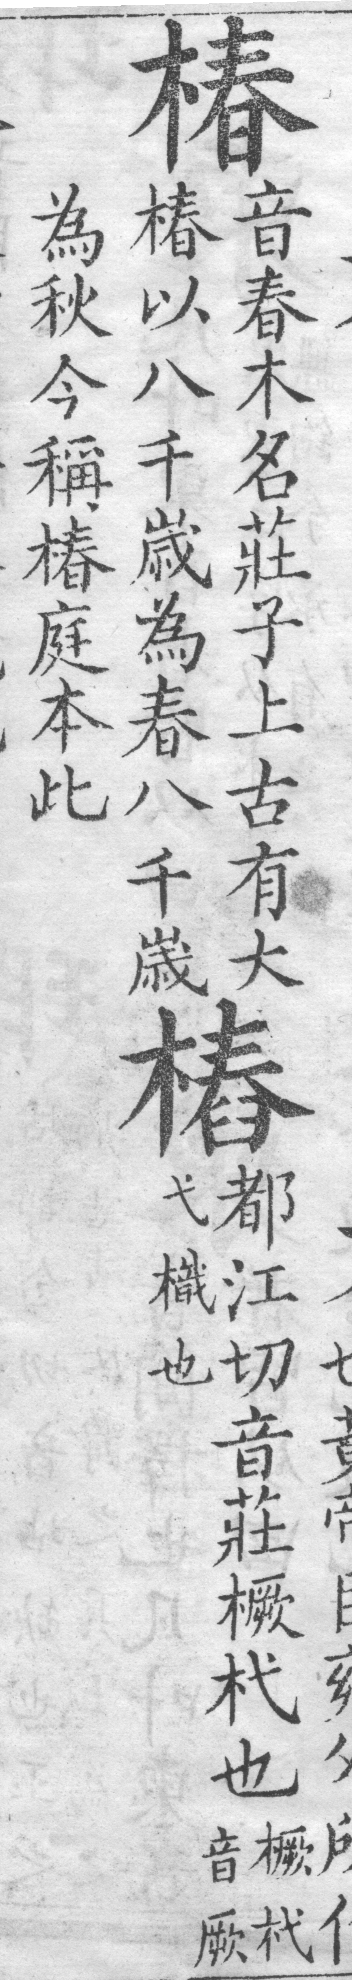 椿
音春木名莊子上古有大
椿以八千歲為春八千歲
為秋今稱椿庭本此
樁
都江切音莊橛杙也橛杙
音厥
弋樴也